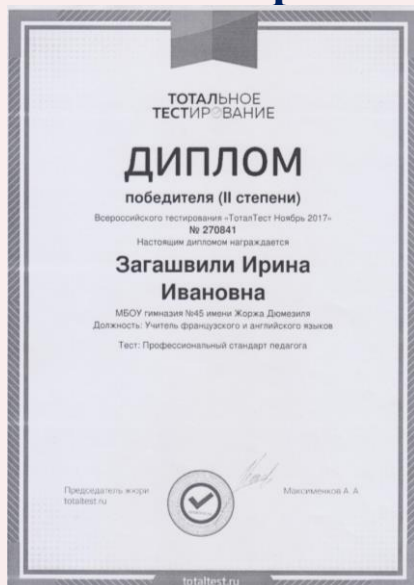 ТОТАЛЬНОЕ
ТЕСТИРОВАНИЕ
ДИПЛОМ
победителя (II степени)
Всероссийского тестирования «ТоталТест Ноябрь 2017»
№ 270841
Настоящим дипломом награждается
Загашвили Ирина
Ивановна
МБОУ гимназия №45 имени Жоржа Дюмезиля
Должность: Учитель французского и английского языков
Тест: Профессиональный стандарт педагога
Председатель жюри
totaltest.ru
Максименков А. А.
totaltest.ru